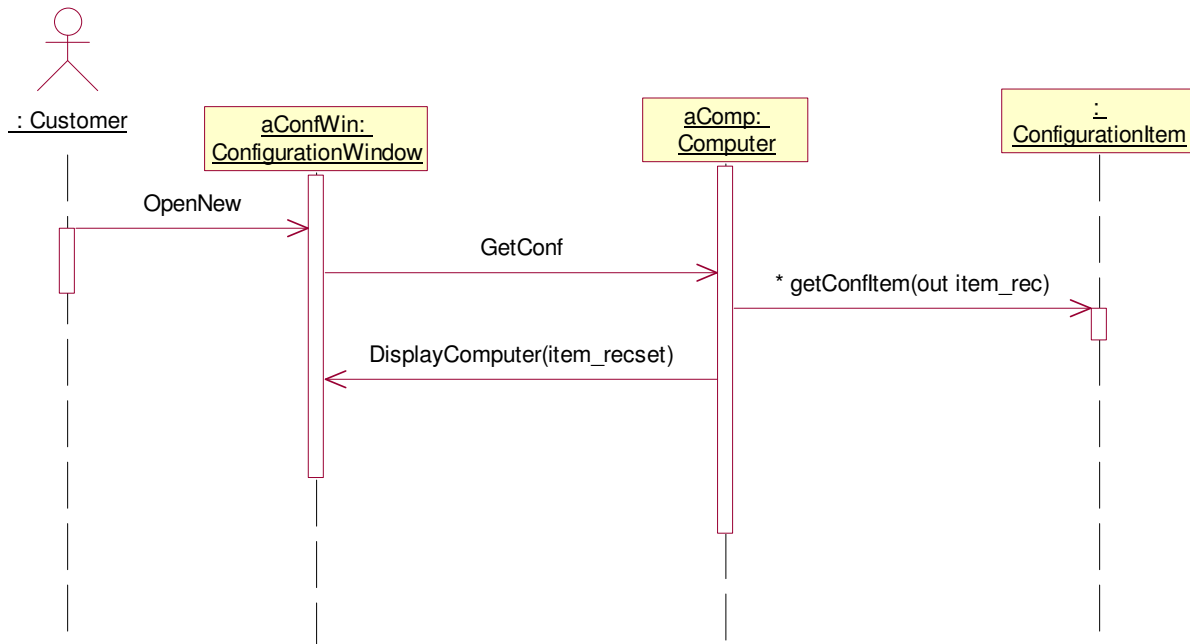 : Customer
aConfWin:
ConfigurationWindow
aComp:
Computer
:
ConfigurationItem
OpenNew
GetConf
* getConfItem(out item_rec)
DisplayComputer(item_recset)